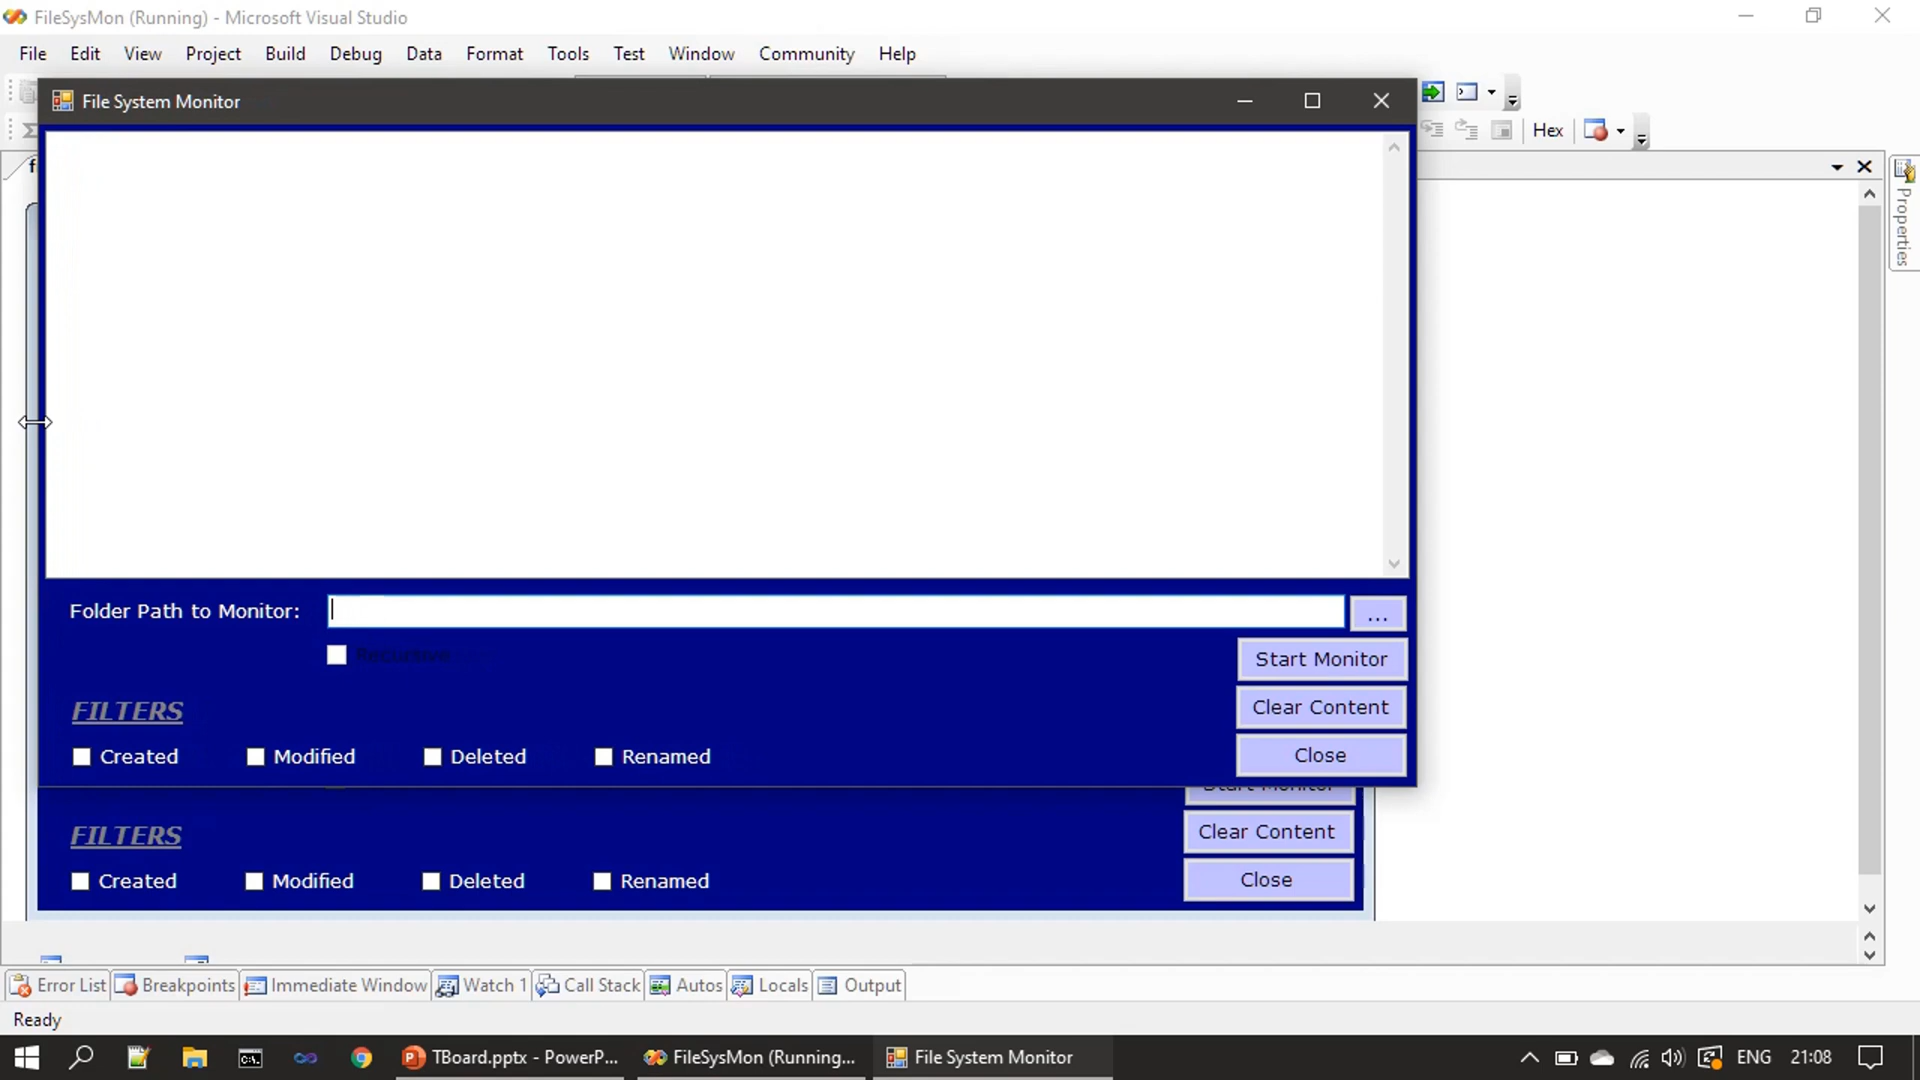 FileSysMon (Running) - Microsoft Visual Studio
File Edit View Project Build Debug Data Format Tools Test Window Community Help
File System Monitor
Hex
Properties
Folder Path to Monitor:
...
Recursive
Start Monitor
FILTERS
Clear Content
Created Modified Deleted Renamed
Close
Start Monitor
FILTERS
Clear Content
Created Modified Deleted Renamed
Close
Error List Breakpoints Immediate Window Watch 1 Call Stack Autos Locals Output
Ready
TBoard.pptx - PowerP... FileSysMon (Running... File System Monitor ENG 21:08